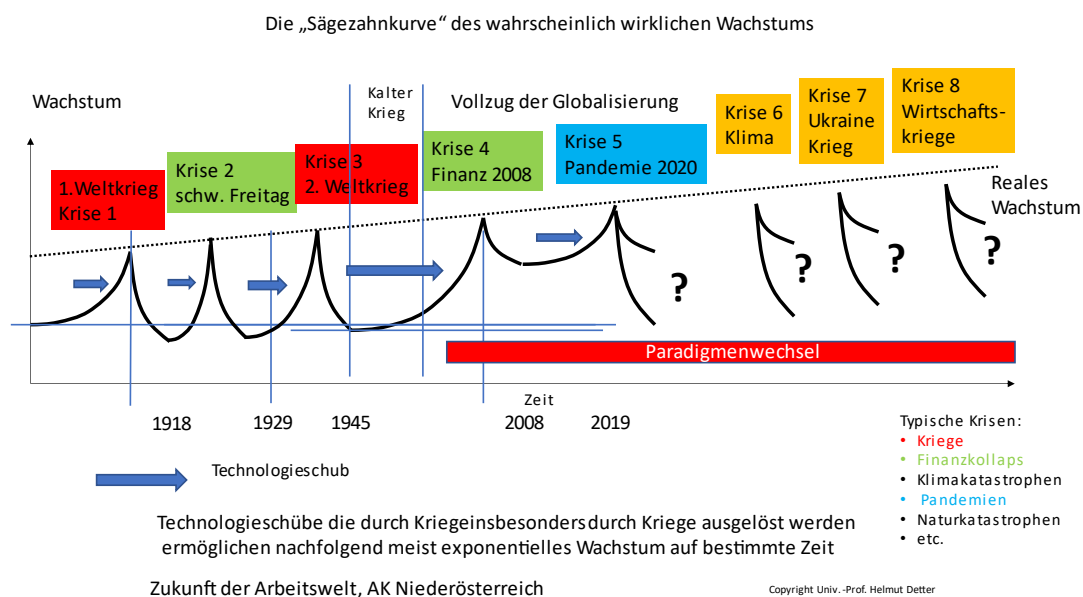 Die „Sägezahnkurve“ des wahrscheinlich wirklichen Wachstums
Wachstum
Kalter
Krieg
Vollzug der Globalisierung
1.Weltkrieg
Krise 1
Krise 2
schw. Freitag
Krise 3
2. Weltkrieg
Krise 4
Finanz 2008
Krise 5
Pandemie 2020
Krise 6
Klima
Krise 7
Ukraine
Krieg
Krise 8
Wirtschafts-
kriege
Reales
Wachstum
?
?
?
?
Paradigmenwechsel
Zeit
1918
1929
1945
2008
2019
Technologieschub
Typische Krisen:
• Kriege
• Finanzkollaps
• Klimakatastrophen
• Pandemien
• Naturkatastrophen
• etc.
Technologieschübe die durch Kriegeinsbesonders durch Kriege ausgelöst werden
ermöglichen nachfolgend meist exponentielles Wachstum auf bestimmte Zeit
Zukunft der Arbeitswelt, AK Niederösterreich
Copyright Univ. -Prof. Helmut Detter